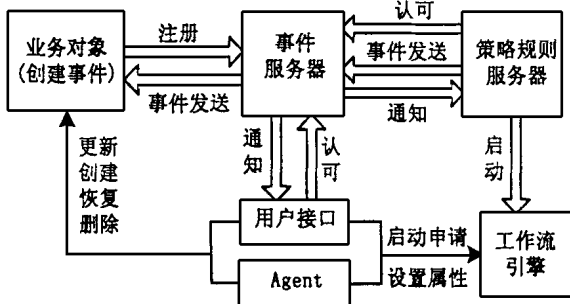 业务对象
(创建事件)
注册
事件发送
事件
服务器
认可
事件发送
通知
策略规则
服务器
更新
创建
恢复
删除
通知
认可
启动
用户接口
Agent
启动申请
设置属性
工作流
引擎